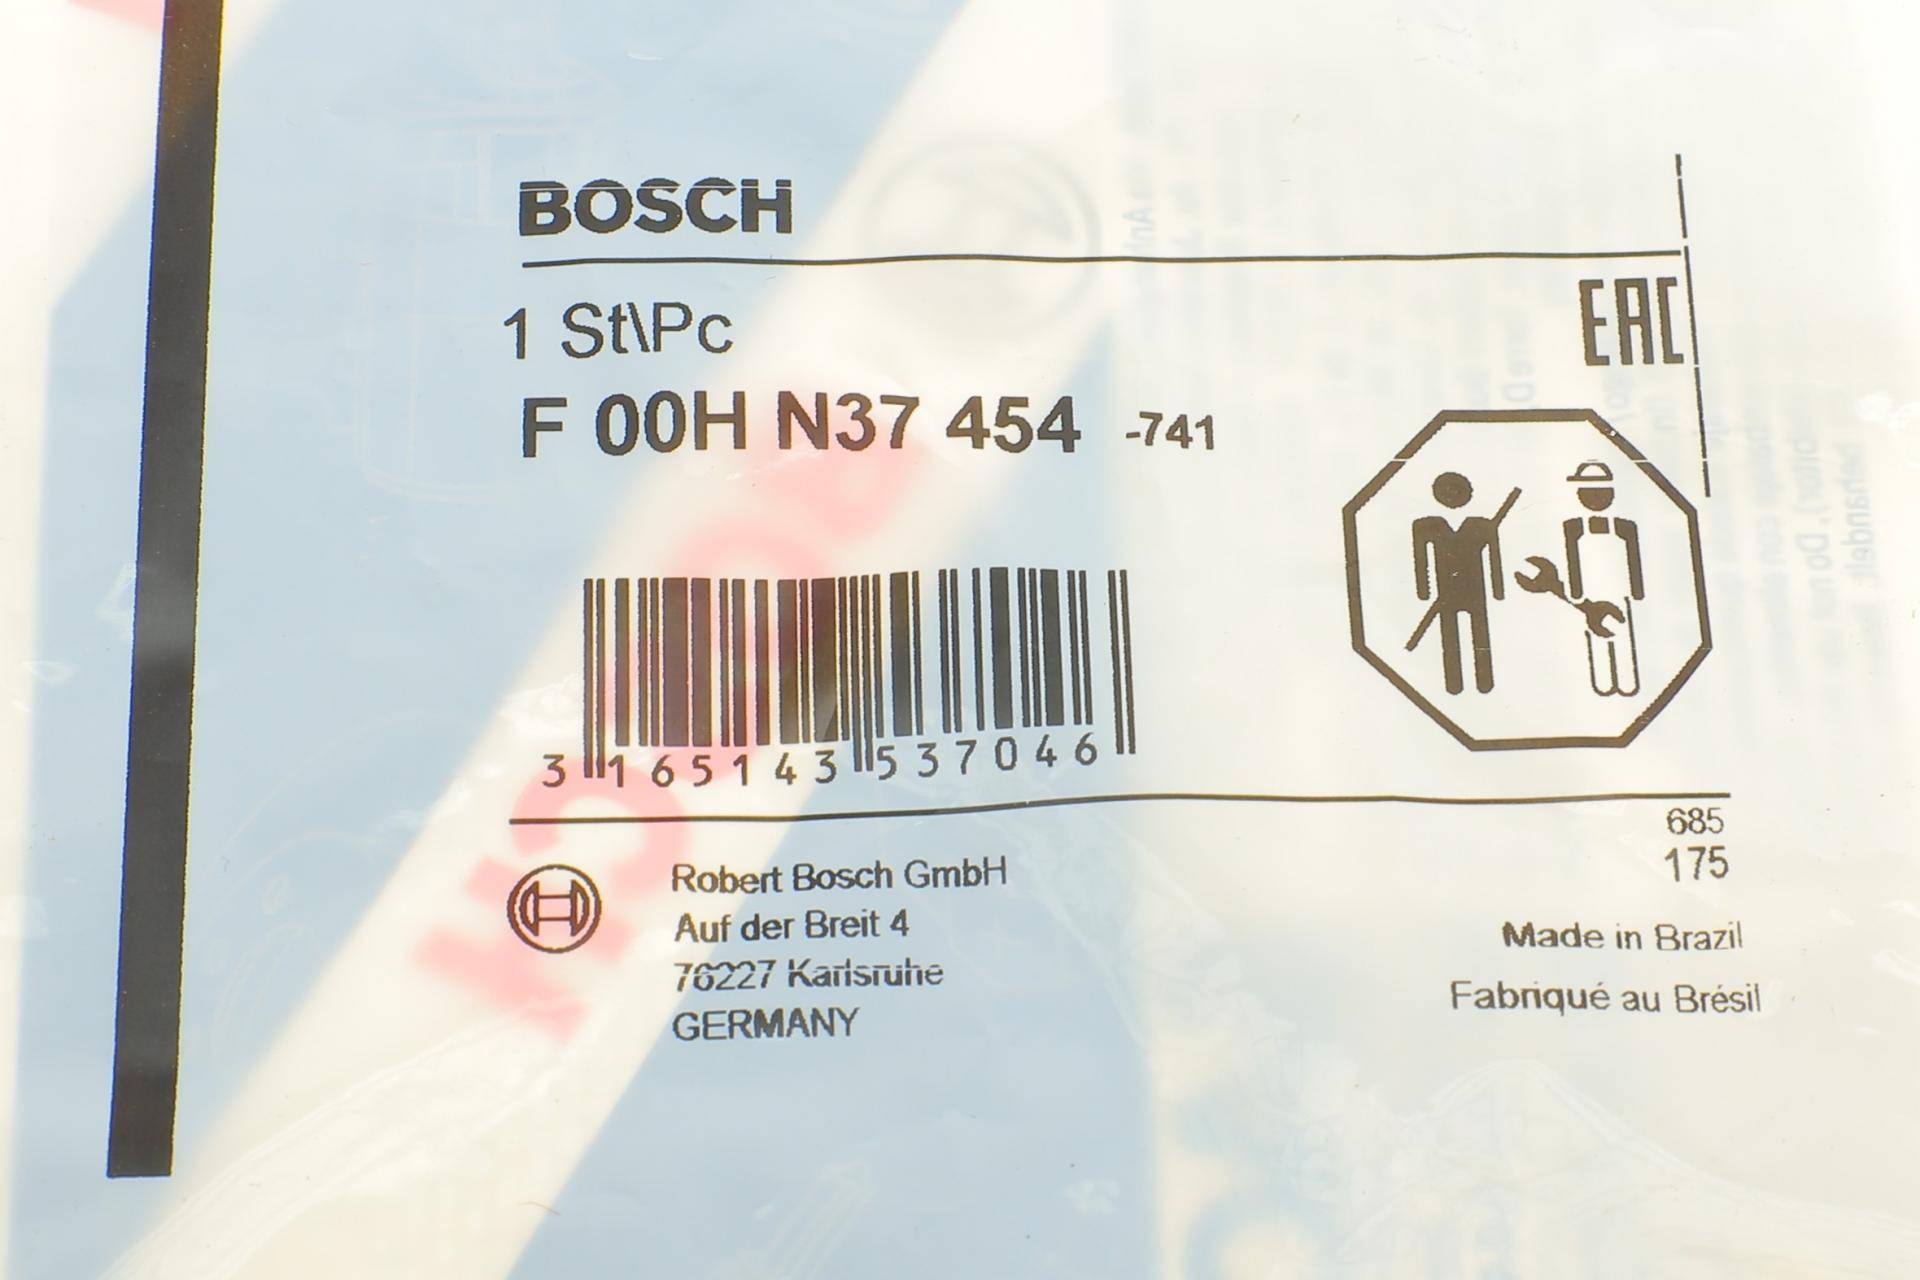 BOSCH
1 St\Pc
EAC
F 00H N37 454 -741
3 165143 537046
685
175
Robert Bosch GmbH
Auf der Breit 4
76227 Karlsruhe
GERMANY
Made in Brazil
Fabriqué au Brésil
BOSCH